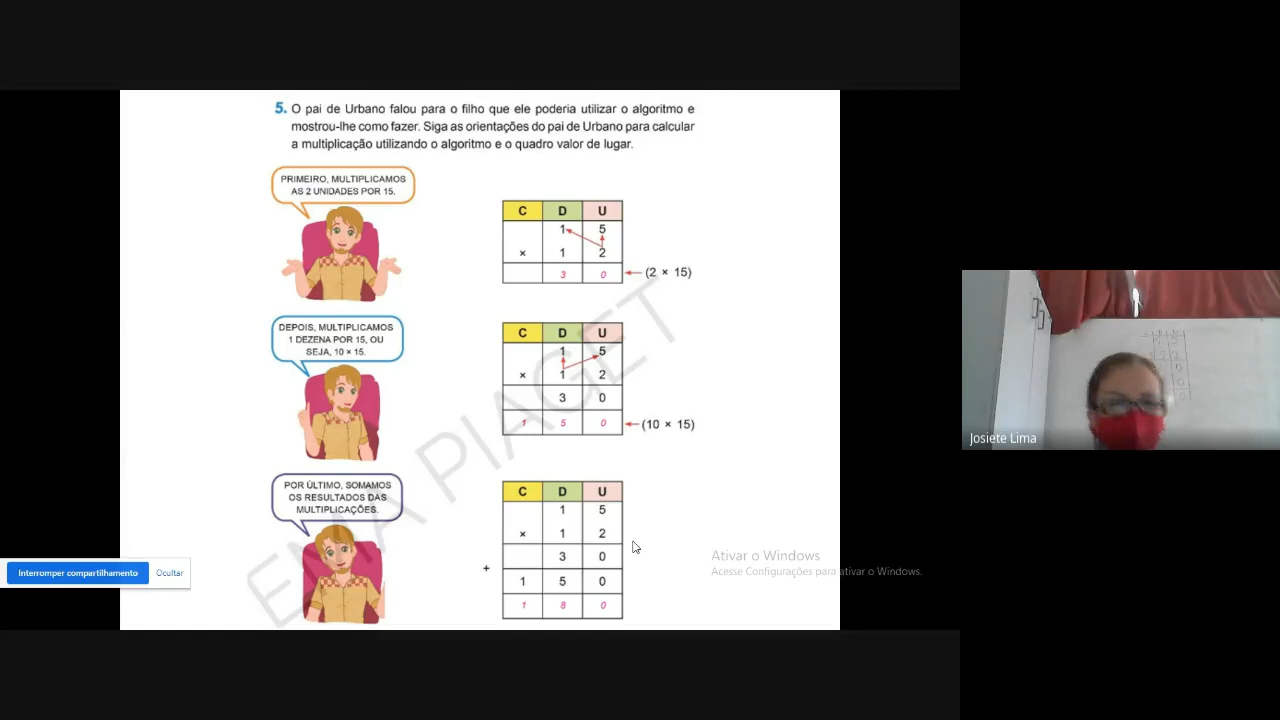 5. O pai de Urbano falou para o filho que ele poderia utilizar o algoritmo e
mostrou-lhe como fazer. Siga as orientações do pai de Urbano para calcular
a multiplicação utilizando o algoritmo e o quadro valor de lugar.
PRIMEIRO, MULTIPLICAMOS
AS 2 UNIDADES POR 15.
C D U
1 5
× 1 2
3 0 (2 × 15)
DEPOIS, MULTIPLICAMOS
1 DEZENA POR 15, OU
SEJA, 10 × 15.
C D U
1 5
× 1 2
3 0
1 5 0 (10 × 15)
POR ÚLTIMO, SOMAMOS
OS RESULTADOS DAS
MULTIPLICAÇÕES.
C D U
1 5
× 1 2
3 0
+
1 5 0
1 8 0
EMA PIAGET
Interromper compartilhamento Ocultar
Ativar o Windows
Acesse Configurações para ativar o Windows.
Josiete Lima